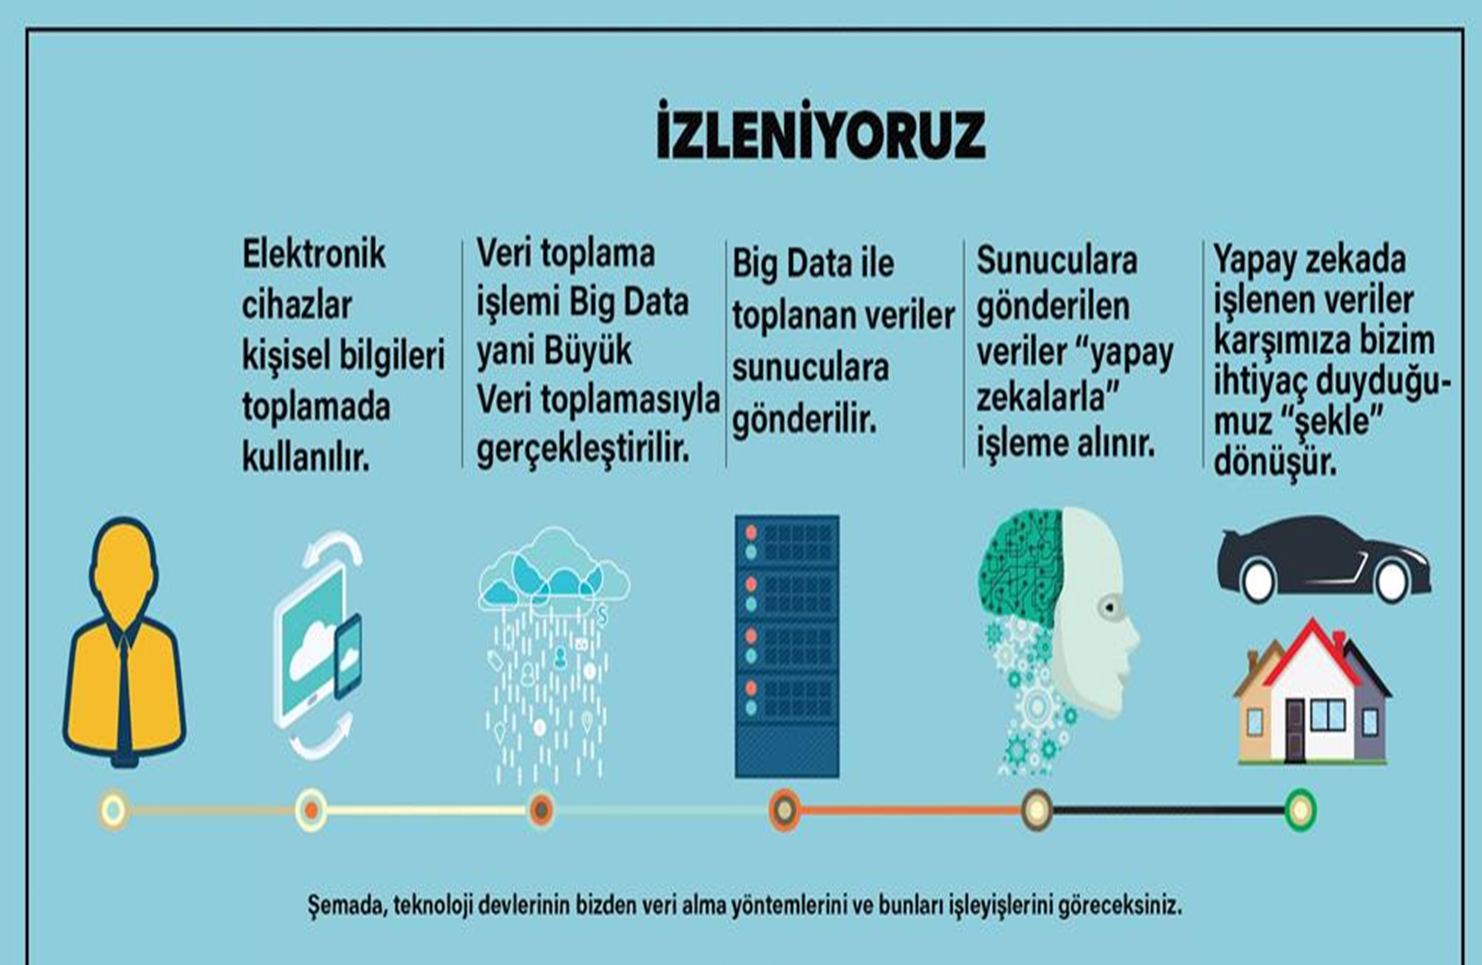 İZLENİYORUZ
Elektronik
cihazlar
kişisel bilgileri
toplamada
kullanılır.
Veri toplama
işlemi Big Data
yani Büyük
Veri toplamasıyla
gerçekleştirilir.
Big Data ile
toplanan veriler
sunuculara
gönderilir.
Sunuculara
gönderilen
veriler “yapay
zekalarla”
işleme alınır.
Yapay zekada
işlenen veriler
karşımıza bizim
ihtiyaç duyduğu-
muz “şekle”
dönüşür.
$
Şemada, teknoloji devlerinin bizden veri alma yöntemlerini ve bunları işleyişlerini göreceksiniz.